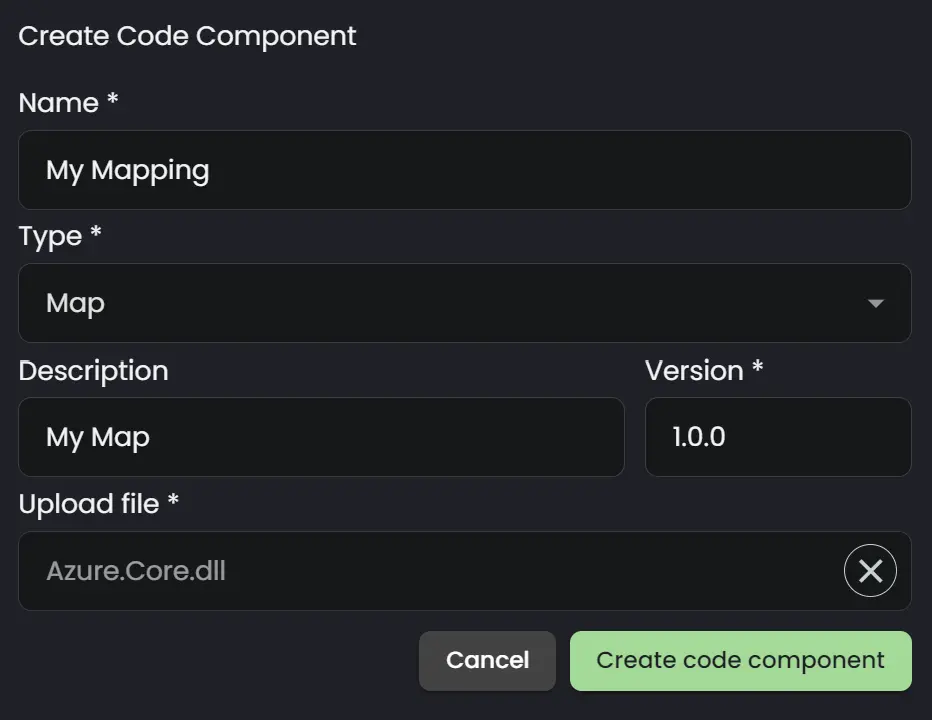 Create Code Component
Name *
My Mapping
Type *
Map
Description
Version *
My Map
1.0.0
Upload file *
Azure.Core.dll
Cancel
Create code component